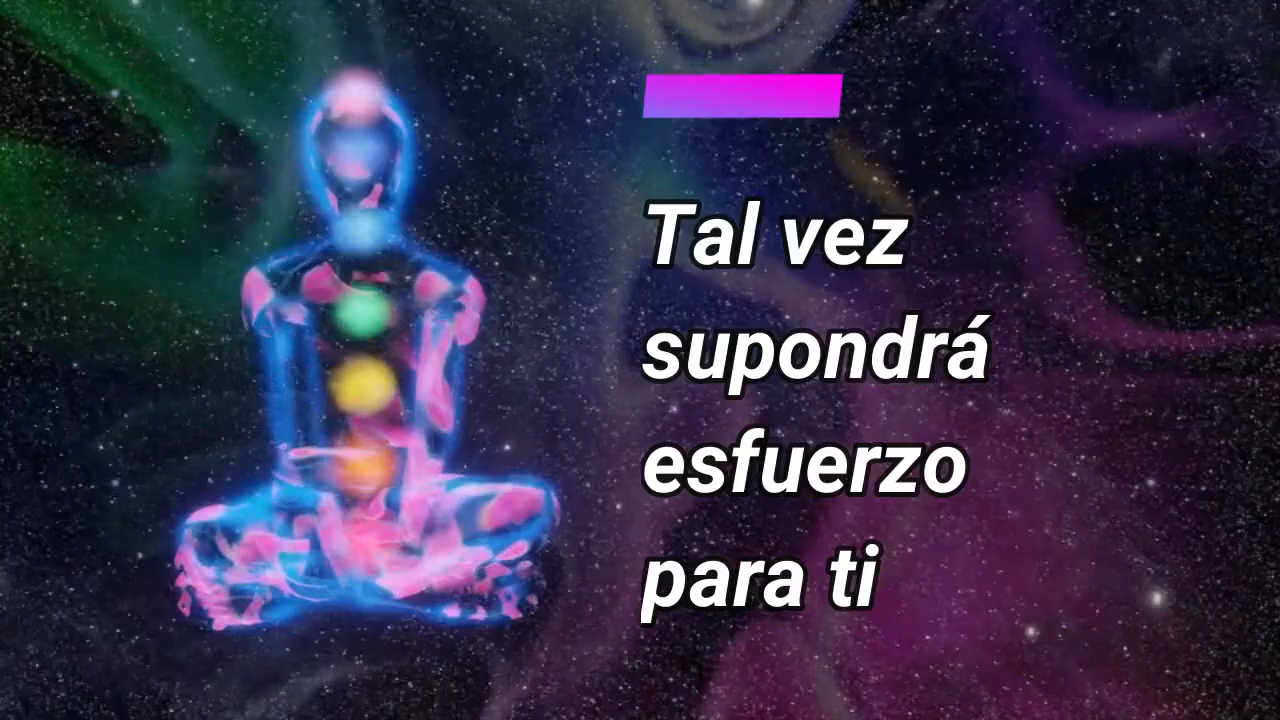 Tal vez
supondrá
esfuerzo
para ti